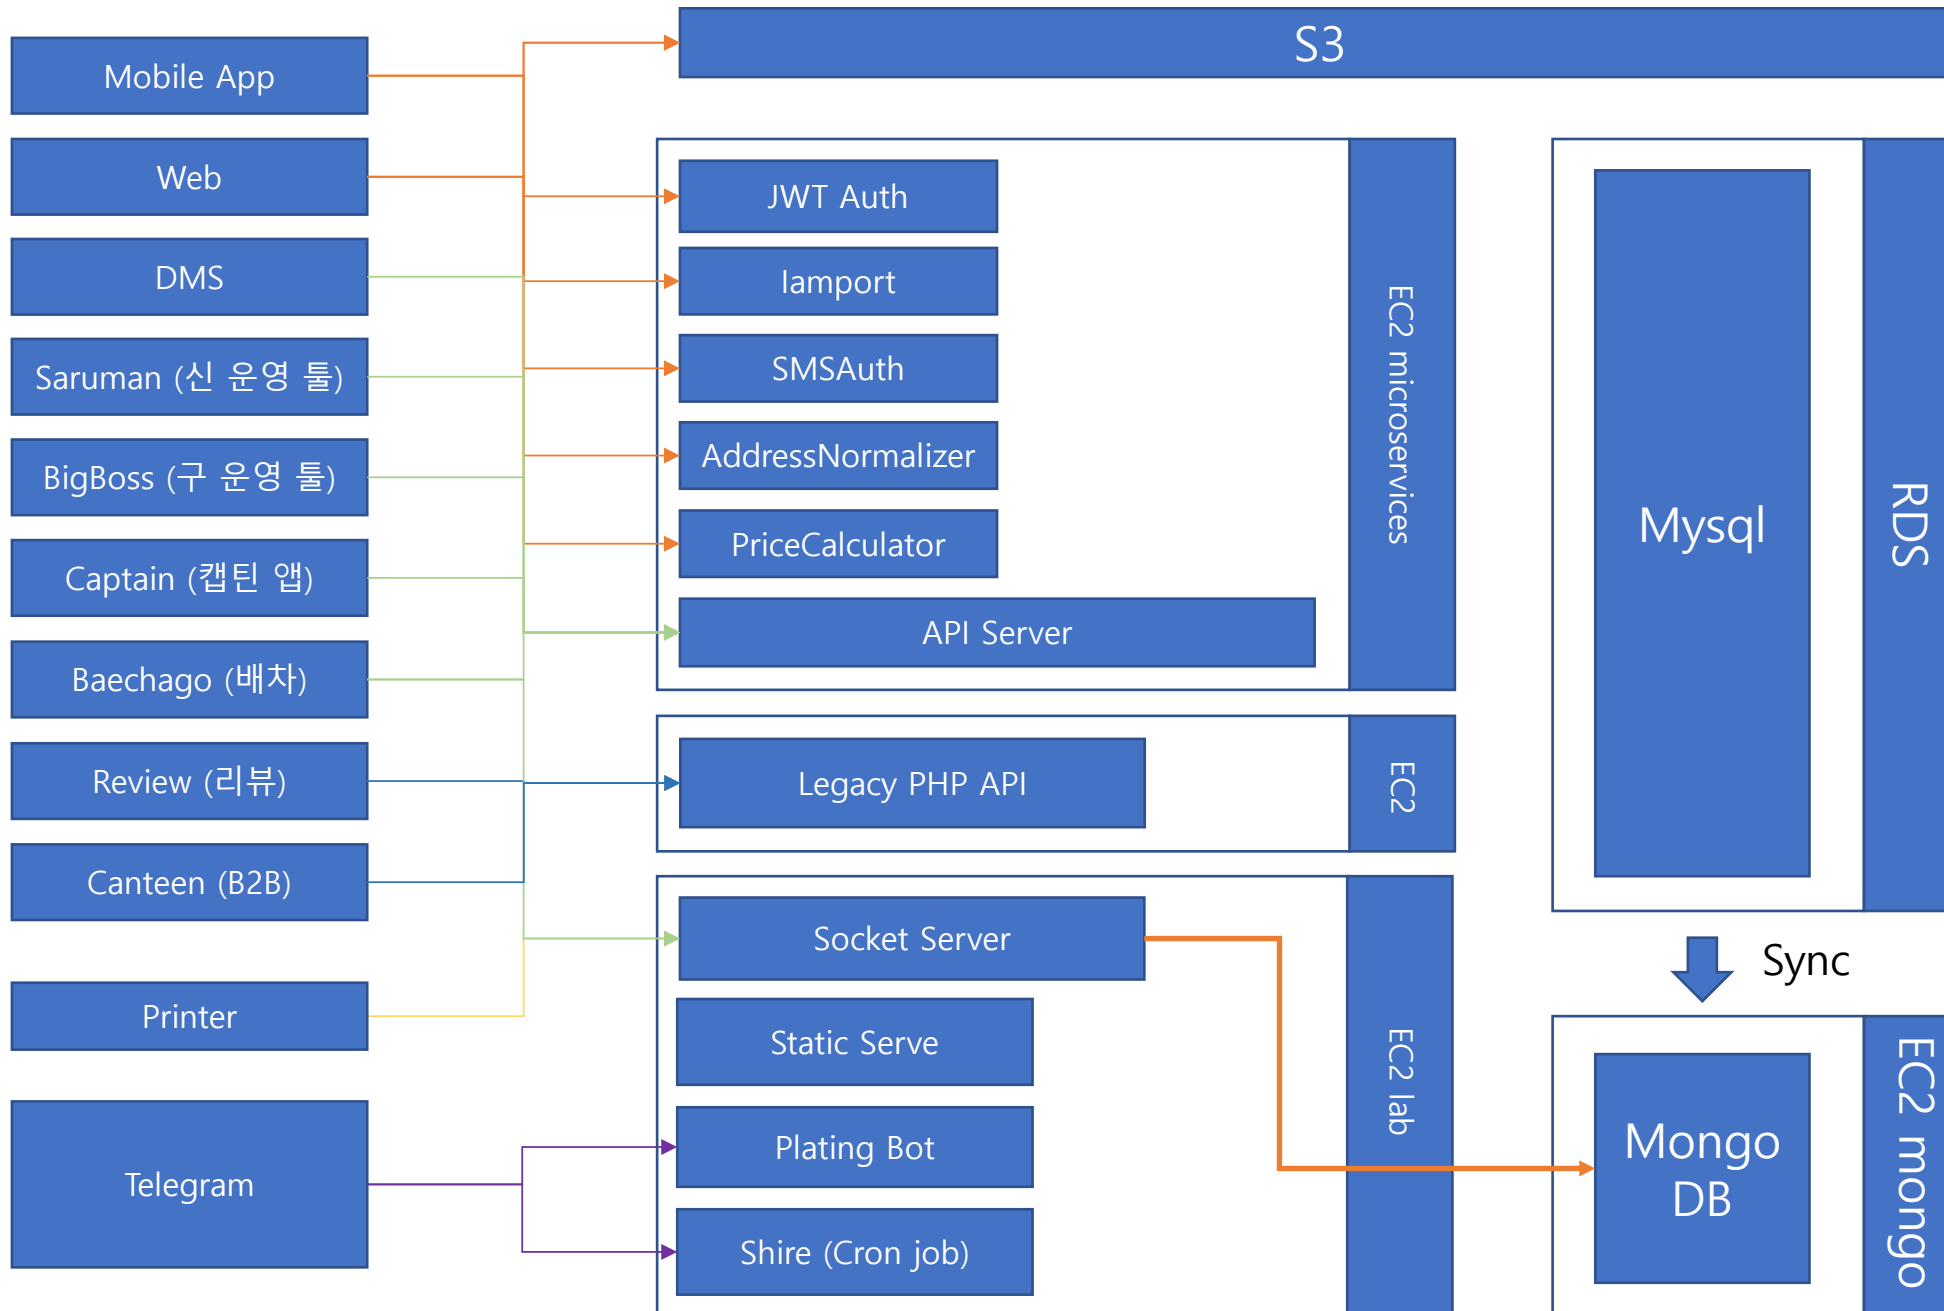 S3
Mobile App
Web
DMS
Saruman (신 운영 툴)
BigBoss (구 운영 툴)
Captain (캡틴 앱)
Baechago (배차)
Review (리뷰)
Canteen (B2B)
Printer
Telegram
JWT Auth
Iamport
SMSAuth
AddressNormalizer
PriceCalculator
API Server
EC2 microservices
Legacy PHP API
EC2
Socket Server
Static Serve
Plating Bot
Shire (Cron job)
EC2 lab
Mysql
RDS
Sync
Mongo
DB
EC2 mongo